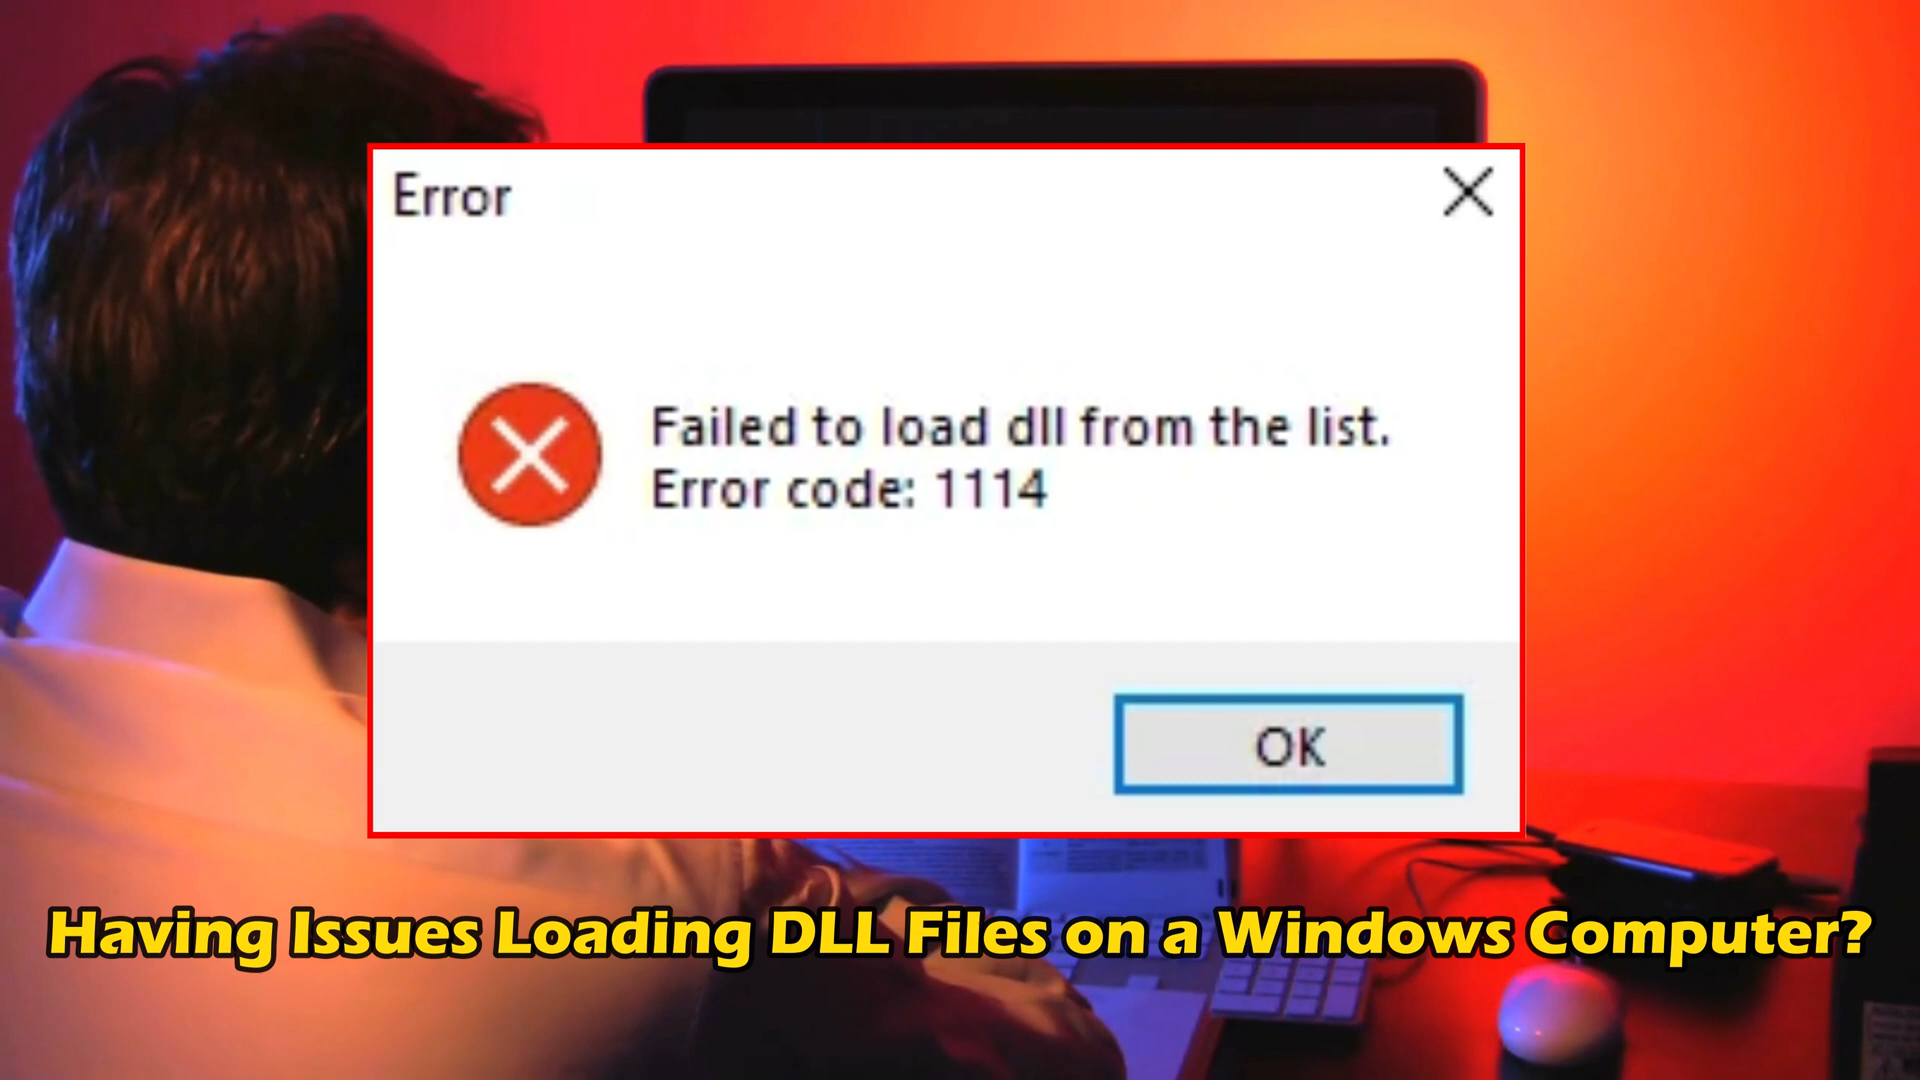 Error
Failed to load dll from the list.
Error code: 1114
OK
Having Issues Loading DLL Files on a Windows Computer?